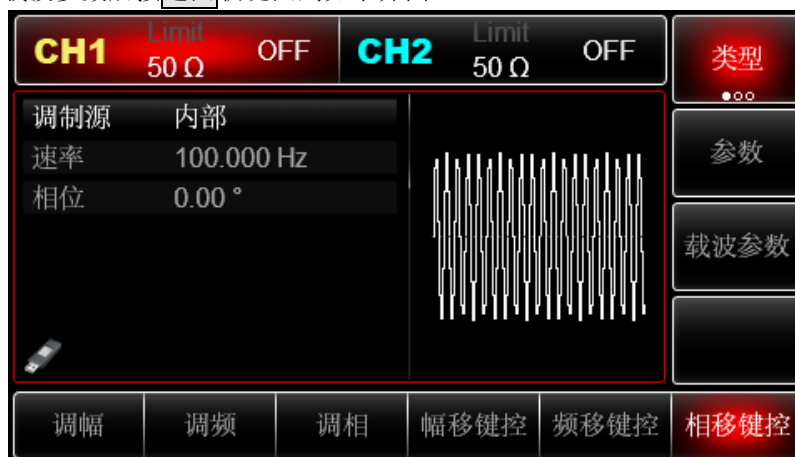 CH1 Limit 50 Ω OFF
CH2 Limit 50 Ω OFF
类型
调制源 内部
速率 100.000 Hz
相位 0.00 °
参数
载波参数
调幅 调频 调相 幅移键控 频移键控 相移键控